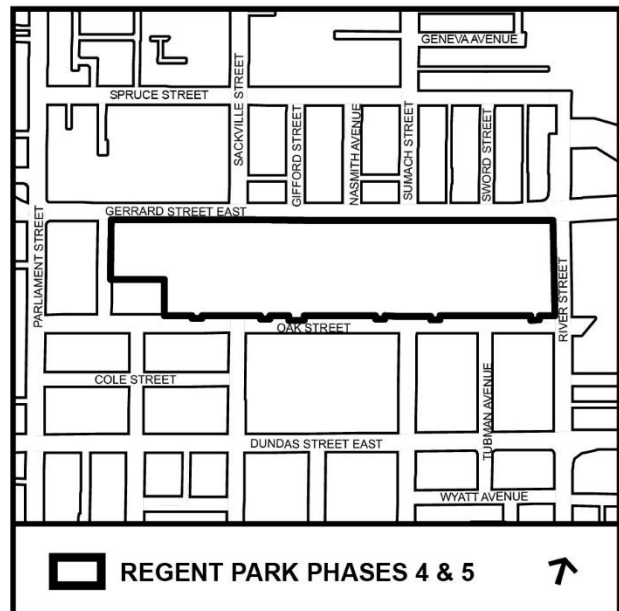 GENEVA AVENUE
SPRUCE STREET
SACKVILLE STREET
GIFFORD STREET
NASMITH AVENUE
SUMACH STREET
SWORD STREET
GERRARD STREET EAST
PARLIAMENT STREET
RIVER STREET
OAK STREET
COLE STREET
TUBMAN AVENUE
DUNDAS STREET EAST
WYATT AVENUE
REGENT PARK PHASES 4 & 5